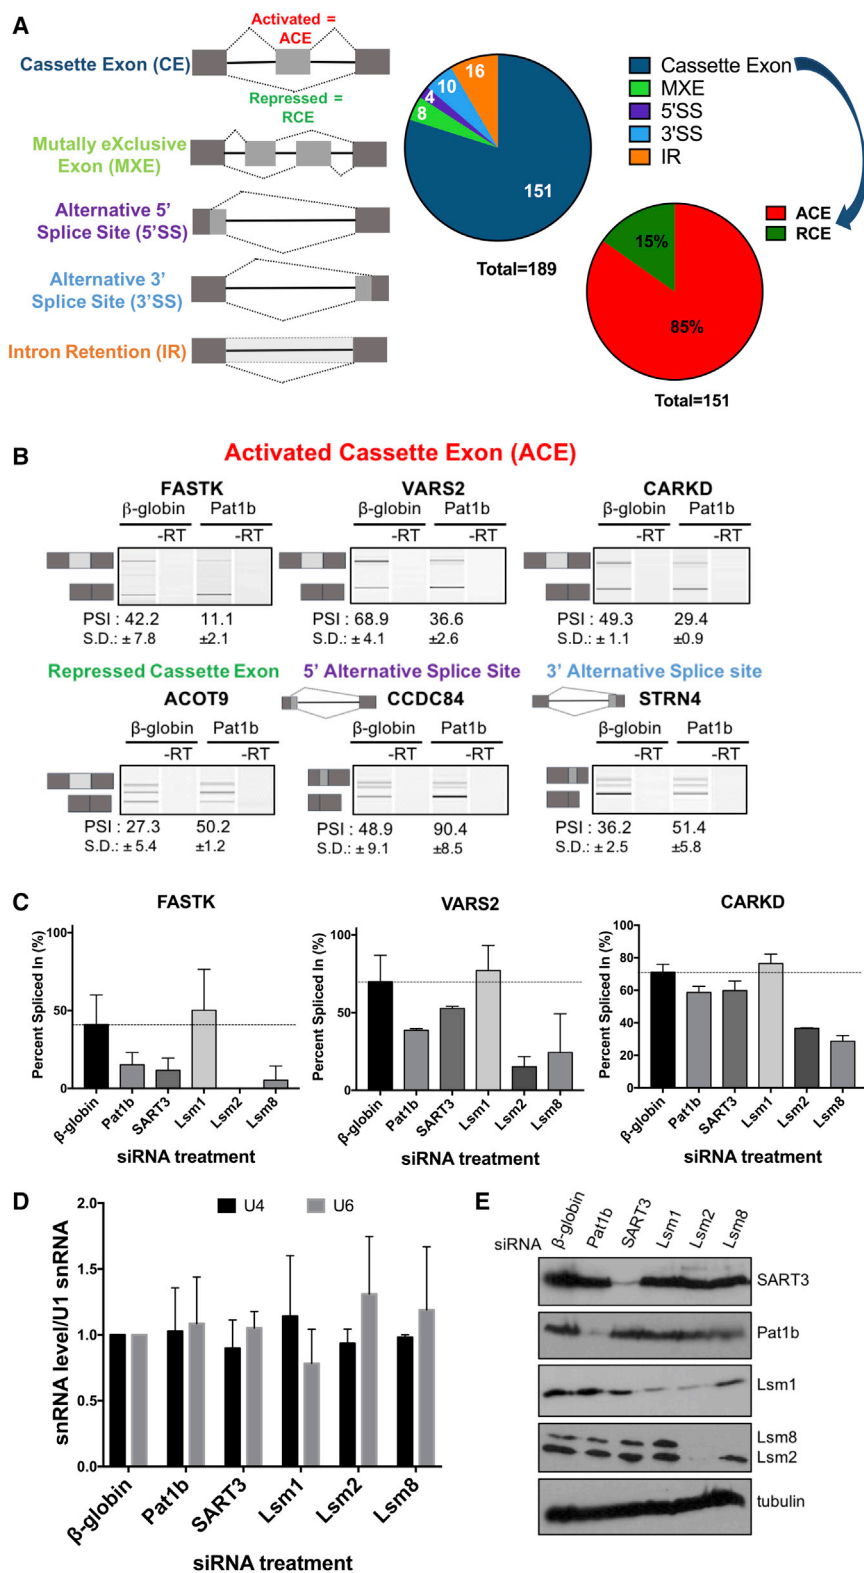 A
Activated =
ACE
Cassette Exon (CE)
Repressed =
RCE
Mutally eXclusive
Exon (MXE)
Alternative 5'
Splice Site (5'SS)
Alternative 3'
Splice Site (3'SS)
Intron Retention (IR)
16
10
4
8
151
Total=189
Cassette Exon
MXE
5'SS
3'SS
IR
ACE
RCE
15%
85%
Total=151
B
Activated Cassette Exon (ACE)
FASTK
β-globin Pat1b
-RT -RT
PSI : 42.2 11.1
S.D.: ± 7.8 ±2.1
VARS2
β-globin Pat1b
-RT -RT
PSI : 68.9 36.6
S.D.: ± 4.1 ±2.6
CARKD
β-globin Pat1b
-RT -RT
PSI : 49.3 29.4
S.D.: ± 1.1 ±0.9
Repressed Cassette Exon
ACOT9
β-globin Pat1b
-RT -RT
PSI : 27.3 50.2
S.D.: ± 5.4 ±1.2
5' Alternative Splice Site
CCDC84
β-globin Pat1b
-RT -RT
PSI : 48.9 90.4
S.D.: ± 9.1 ±8.5
3' Alternative Splice site
STRN4
β-globin Pat1b
-RT -RT
PSI : 36.2 51.4
S.D.: ± 2.5 ±5.8
C
FASTK
Percent Spliced In (%)
100
50
0
β-globin Pat1b SART3 Lsm1 Lsm2 Lsm8
siRNA treatment
VARS2
Percent Spliced In (%)
100
50
0
β-globin Pat1b SART3 Lsm1 Lsm2 Lsm8
siRNA treatment
CARKD
Percent Spliced In (%)
100
80
60
40
20
0
β-globin Pat1b SART3 Lsm1 Lsm2 Lsm8
siRNA treatment
D
snRNA level/U1 snRNA
2.0
1.5
1.0
0.5
0.0
U4 U6
β-globin Pat1b SART3 Lsm1 Lsm2 Lsm8
siRNA treatment
E
siRNA β-globin Pat1b SART3 Lsm1 Lsm2 Lsm8
SART3
Pat1b
Lsm1
Lsm8
Lsm2
tubulin